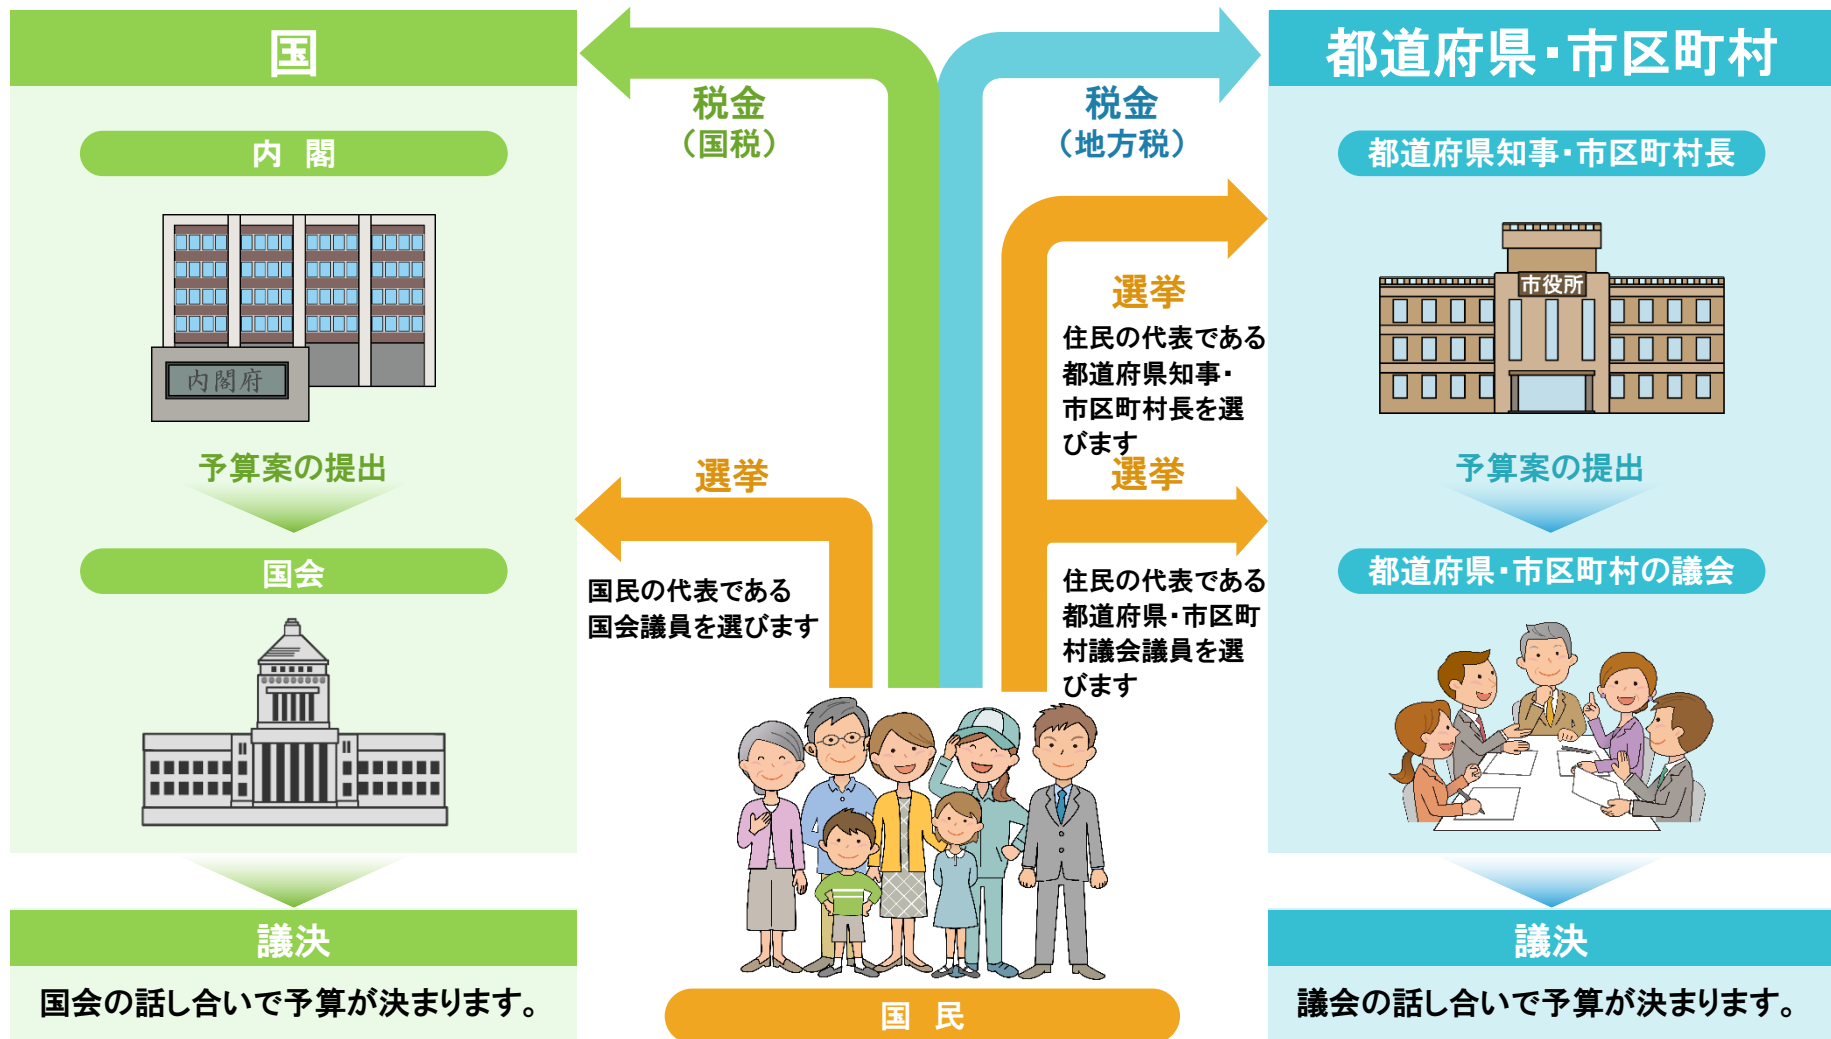 国
内 閣
内閣府
予算案の提出
国会
議決
国会の話し合いで予算が決まります。
税金
（国税）
選挙
国民の代表である
国会議員を選びます
税金
（地方税）
選挙
住民の代表である
都道府県知事・
市区町村長を選
びます
選挙
住民の代表である
都道府県・市区町
村議会議員を選
びます
国 民
都道府県・市区町村
都道府県知事・市区町村長
市役所
予算案の提出
都道府県・市区町村の議会
議決
議会の話し合いで予算が決まります。